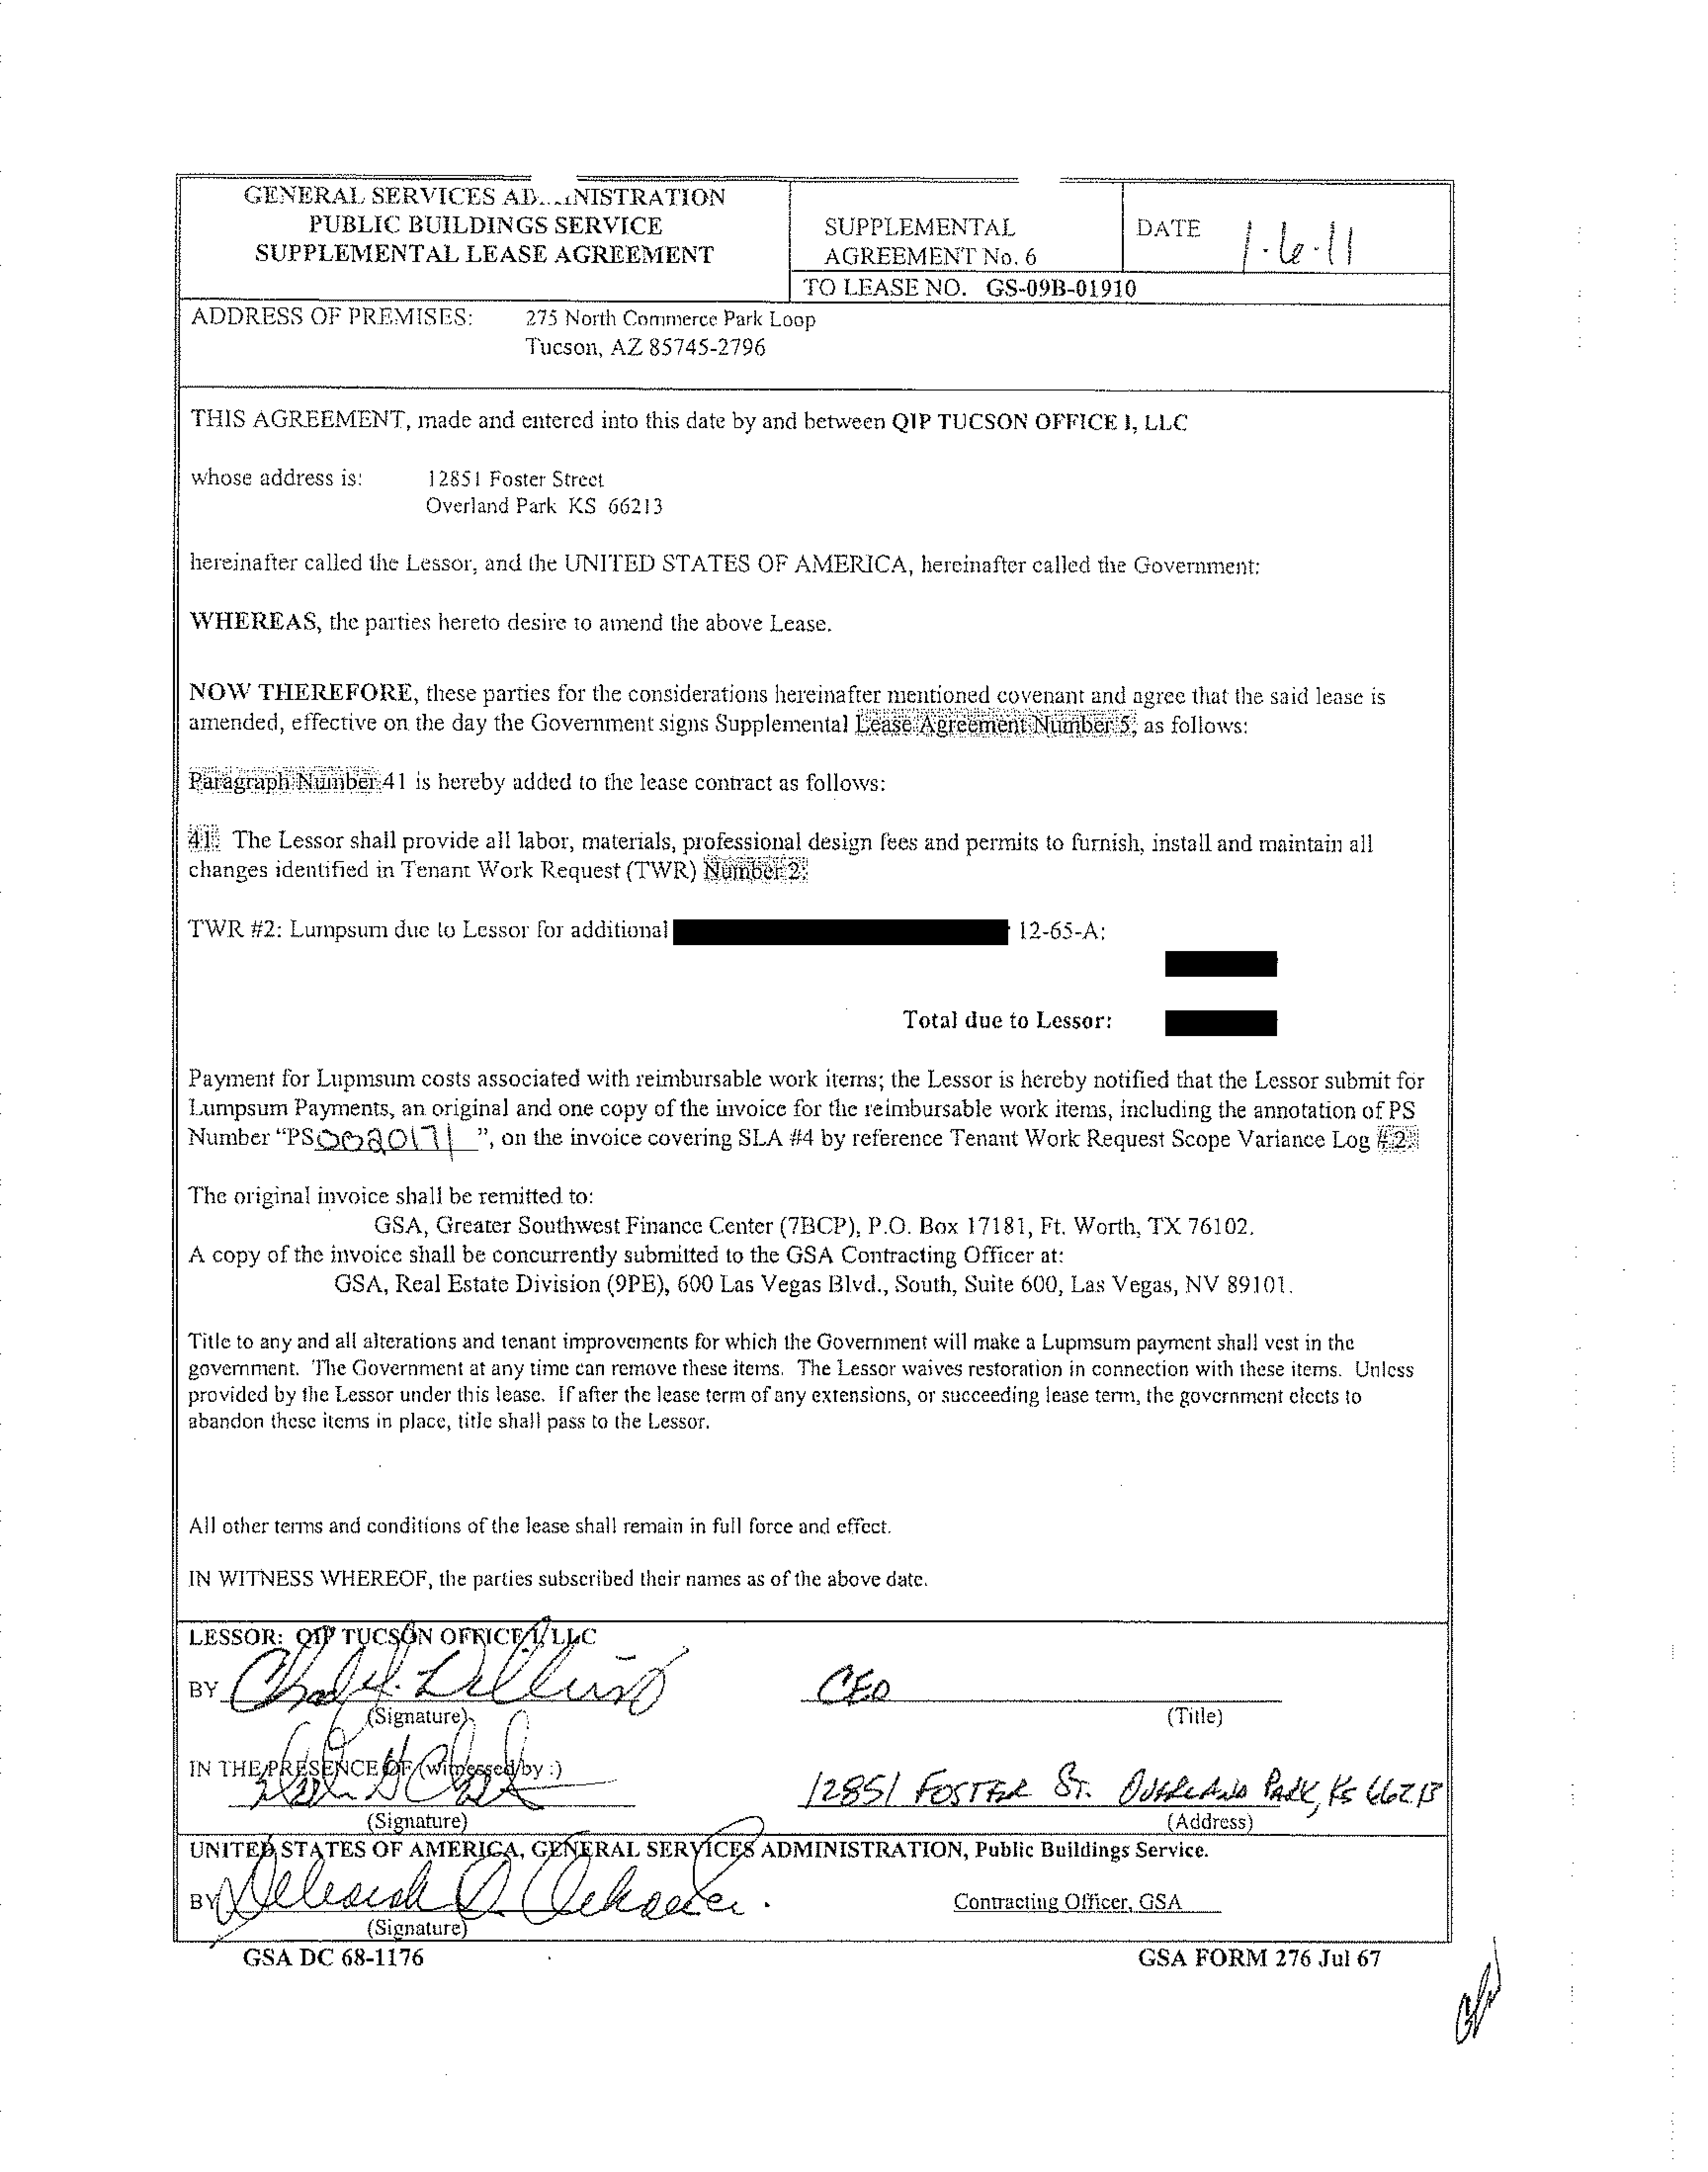 GENERAL SERVICES AD...NISTRATION
PUBLIC BUILDINGS SERVICE
SUPPLEMENTAL LEASE AGREEMENT
SUPPLEMENTAL
AGREEMENT No. 6
DATE 1-6-11
TO LEASE NO. GS-09B-01910
ADDRESS OF PREMISES: 275 North Commerce Park Loop
Tucson, AZ 85745-2796
THIS AGREEMENT, made and entered into this date by and between QIP TUCSON OFFICE I, LLC
whose address is: 12851 Foster Street
Overland Park KS 66213
hereinafter called the Lessor, and the UNITED STATES OF AMERICA, hereinafter called the Government:
WHEREAS, the parties hereto desire to amend the above Lease.
NOW THEREFORE, these parties for the considerations hereinafter mentioned covenant and agree that the said lease is
amended, effective on the day the Government signs Supplemental Lease Agreement Number 5, as follows:
Paragraph Number 41 is hereby added to the lease contract as follows:
41. The Lessor shall provide all labor, materials, professional design fees and permits to furnish, install and maintain all
changes identified in Tenant Work Request (TWR) Number 2:
TWR #2: Lumpsum due to Lessor for additional 12-65-A:
Total due to Lessor:
Payment for Lupmsum costs associated with reimbursable work items; the Lessor is hereby notified that the Lessor submit for
Lumpsum Payments, an original and one copy of the invoice for the reimbursable work items, including the annotation of PS
Number “PS ”, on the invoice covering SLA #4 by reference Tenant Work Request Scope Variance Log #2
The original invoice shall be remitted to:
GSA, Greater Southwest Finance Center (7BCP), P.O. Box 17181, Ft. Worth, TX 76102.
A copy of the invoice shall be concurrently submitted to the GSA Contracting Officer at:
GSA, Real Estate Division (9PE), 600 Las Vegas Blvd., South, Suite 600, Las Vegas, NV 89101.
Title to any and all alterations and tenant improvements for which the Government will make a Lupmsum payment shall vest in the
government. The Government at any time can remove these items. The Lessor waives restoration in connection with these items. Unless
provided by the Lessor under this lease. If after the lease term of any extensions, or succeeding lease term, the government elects to
abandon these items in place, title shall pass to the Lessor.
All other terms and conditions of the lease shall remain in full force and effect.
IN WITNESS WHEREOF, the parties subscribed their names as of the above date.
LESSOR: QIP TUCSON OFFICE I, LLC
BY CEO
(Signature) (Title)
IN THE PRESENCE OF (witnessed by :)
12851 FOSTER ST. OVERLAND PARK, KS 66213
(Signature) (Address)
UNITED STATES OF AMERICA, GENERAL SERVICES ADMINISTRATION, Public Buildings Service.
BY Contracting Officer, GSA
(Signature)
GSA DC 68-1176 GSA FORM 276 Jul 67